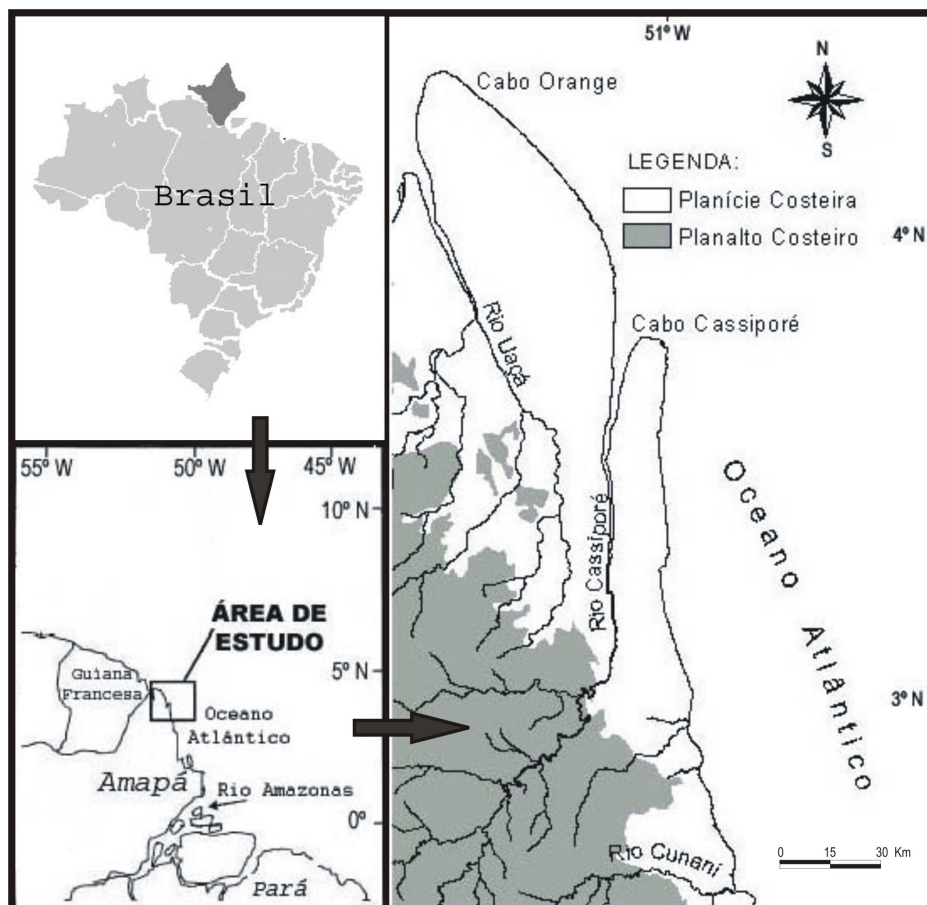 Brasil
55° W
50° W
45° W
10° N
ÁREA DE
ESTUDO
5° N
Guiana
Francesa
Oceano
Atlântico
Amapá
Rio Amazonas
0°
Pará
51° W
Cabo Orange
N
S
LEGENDA:
Planície Costeira
Planalto Costeiro
4° N
Cabo Cassiporé
Rio Uaçá
Rio Cassiporé
Oceano Atlântico
3° N
Rio Cunaní
0 15 30 Km